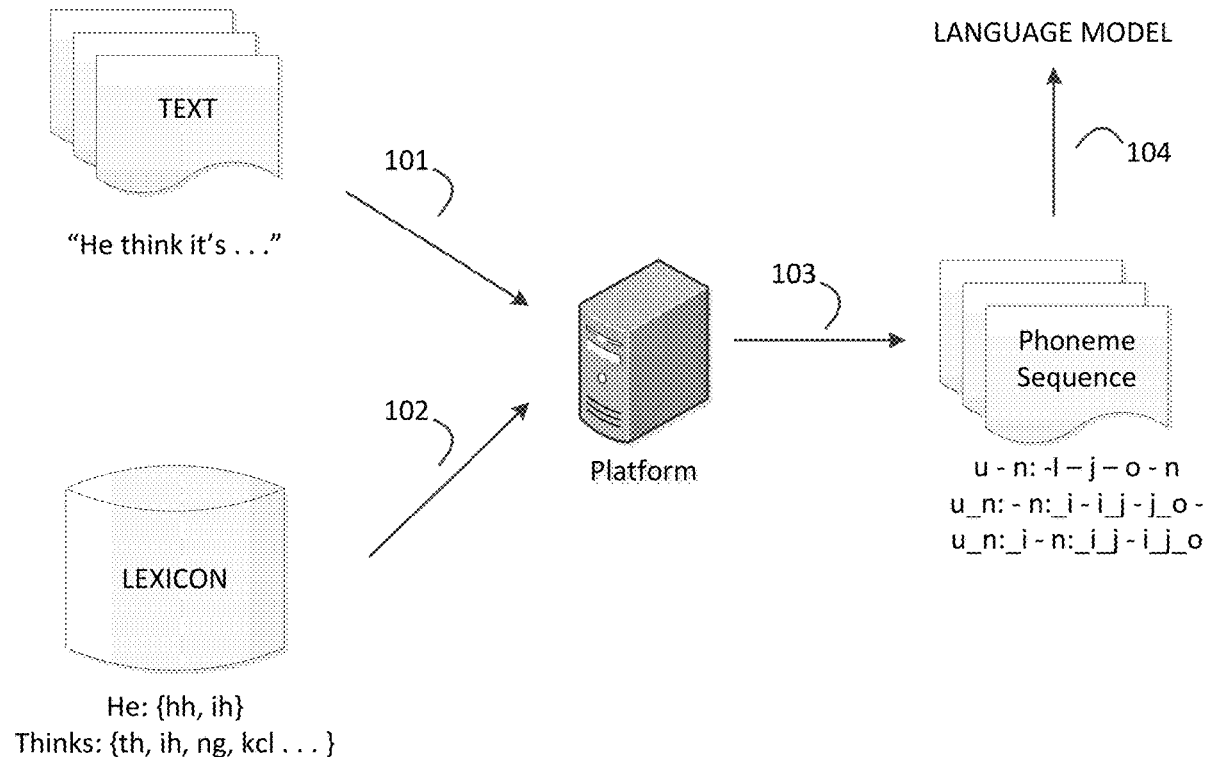 TEXT
"He think it's . . ."
101
LANGUAGE MODEL
104
102
103
Platform
Phoneme
Sequence
u - n: -I – j – o - n
u_n: - n:_i - i_j - j_o -
u_n:_i - n:_i_j - i_j_o
LEXICON
He: {hh, ih}
Thinks: {th, ih, ng, kcl . . . }